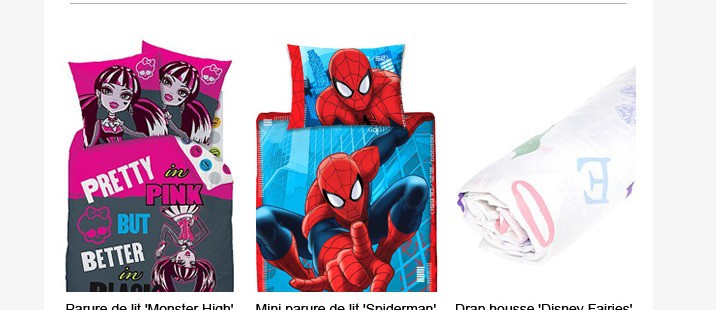 PRETTY in
PINK
BUT
BETTER
in
BLACK
Parure de lit 'Monster High'
Mini parure de lit 'Spiderman'
Drap housse 'Disney Fairies'